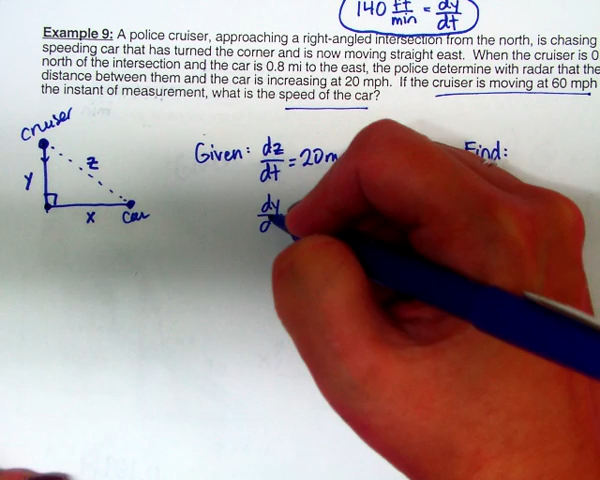 140 ft/min = dy/dt
Example 9: A police cruiser, approaching a right-angled intersection from the north, is chasing
speeding car that has turned the corner and is now moving straight east. When the cruiser is 0
north of the intersection and the car is 0.8 mi to the east, the police determine with radar that the
distance between them and the car is increasing at 20 mph. If the cruiser is moving at 60 mph
the instant of measurement, what is the speed of the car?
cruiser
Given: dz/dt = 20m
Find:
z
y
dy
x
car